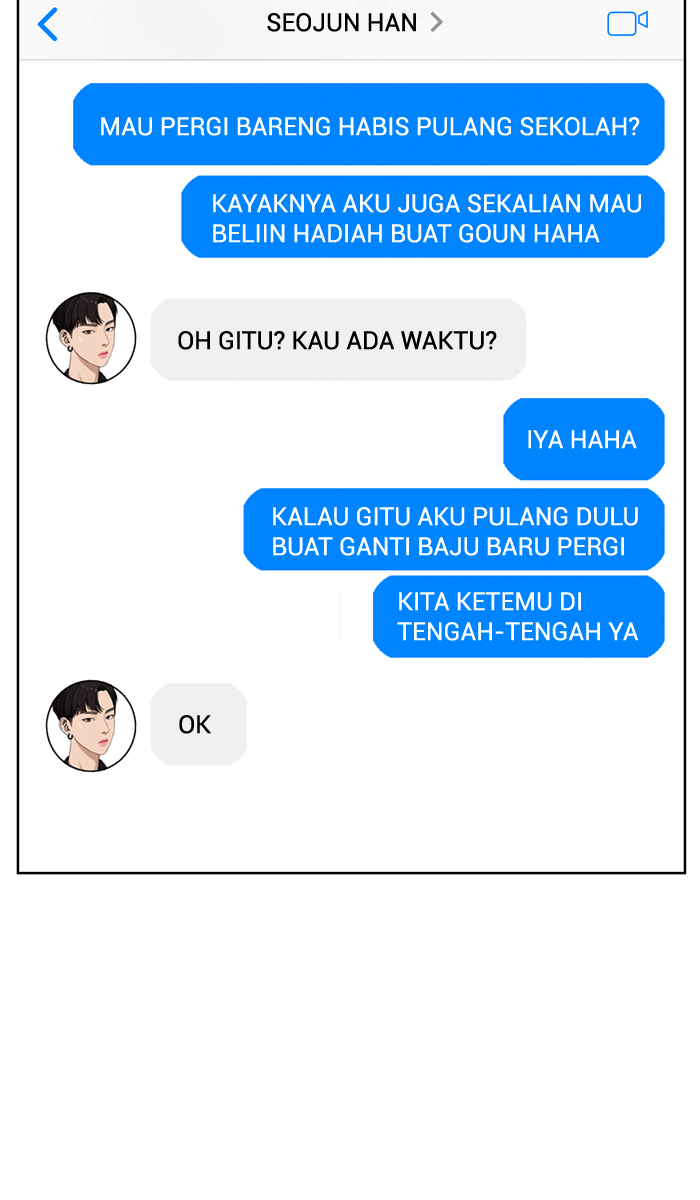 SEOJUN HAN
MAU PERGI BARENG HABIS PULANG SEKOLAH?
KAYAKNYA AKU JUGA SEKALIAN MAU
BELIIN HADIAH BUAT GOUN HAHA
OH GITU? KAU ADA WAKTU?
IYA HAHA
KALAU GITU AKU PULANG DULU
BUAT GANTI BAJU BARU PERGI
KITA KETEMU DI
TENGAH-TENGAH YA
OK